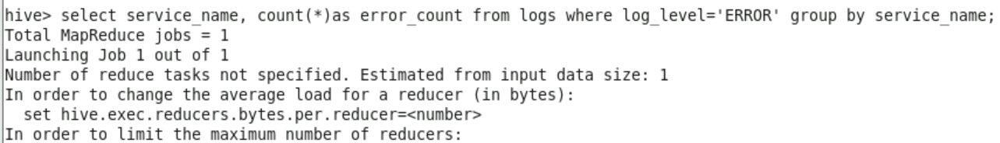 hive> select service_name, count(*)as error_count from logs where log_level='ERROR' group by service_name;
Total MapReduce jobs = 1
Launching Job 1 out of 1
Number of reduce tasks not specified. Estimated from input data size: 1
In order to change the average load for a reducer (in bytes):
  set hive.exec.reducers.bytes.per.reducer=<number>
In order to limit the maximum number of reducers: